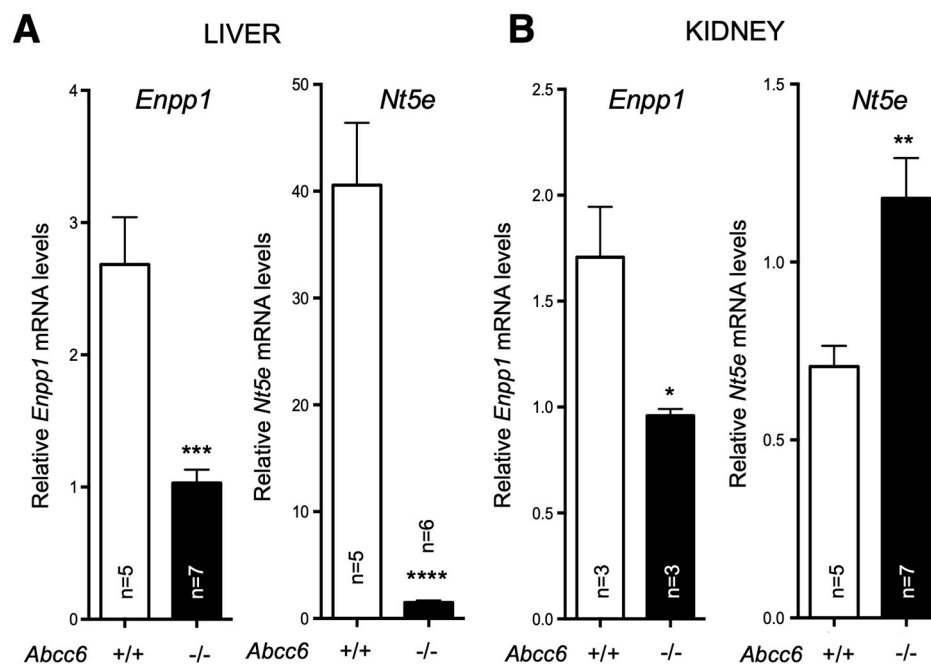 A LIVER
Enpp1
Relative Enpp1 mRNA levels
4
3
2
1
0
***
n=5
n=7
Nt5e
Relative Nt5e mRNA levels
50
40
30
20
10
0
n=5
n=6
****
Abcc6 +/+ -/- Abcc6 +/+ -/-
B KIDNEY
Enpp1
Relative Enpp1 mRNA levels
2.5
2.0
1.5
1.0
0.5
0.0
*
n=3
n=3
Nt5e
Relative Nt5e mRNA levels
1.5
1.0
0.5
0.0
**
n=5
n=7
Abcc6 +/+ -/- Abcc6 +/+ -/-